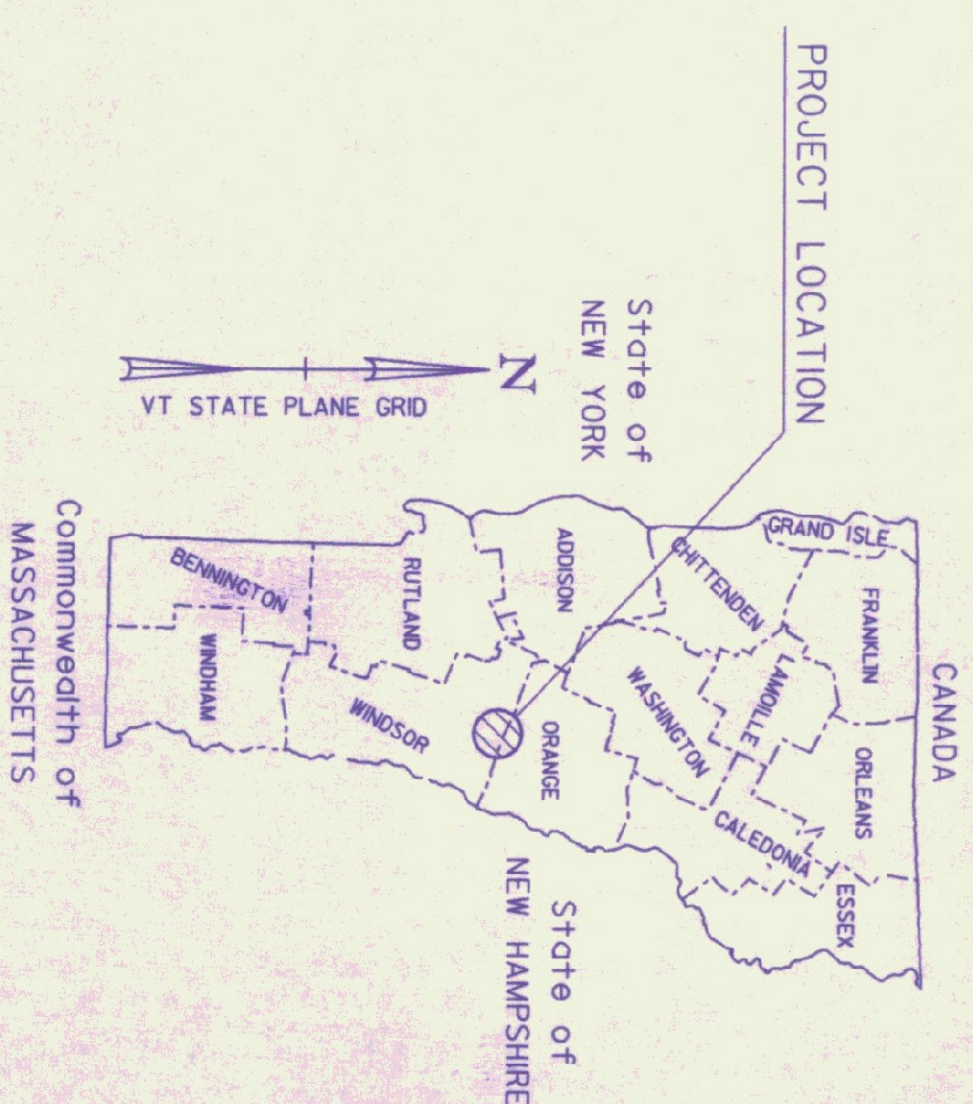 PROJECT LOCATION
CANADA
GRAND ISLE
FRANKLIN
ORLEANS
ESSEX
CHITTENDEN
LAMOILLE
CALEDONIA
State of
NEW YORK
WASHINGTON
ADDISON
ORANGE
State of
NEW HAMPSHIRE
N
VT STATE PLANE GRID
RUTLAND
WINDSOR
BENNINGTON
WINDHAM
Commonwealth of
MASSACHUSETTS